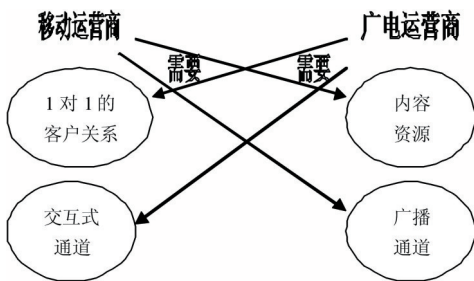 移动运营商 广电运营商
需要 需要
1 对 1 的 内容
客户关系 资源
交互式 广播
通道 通道